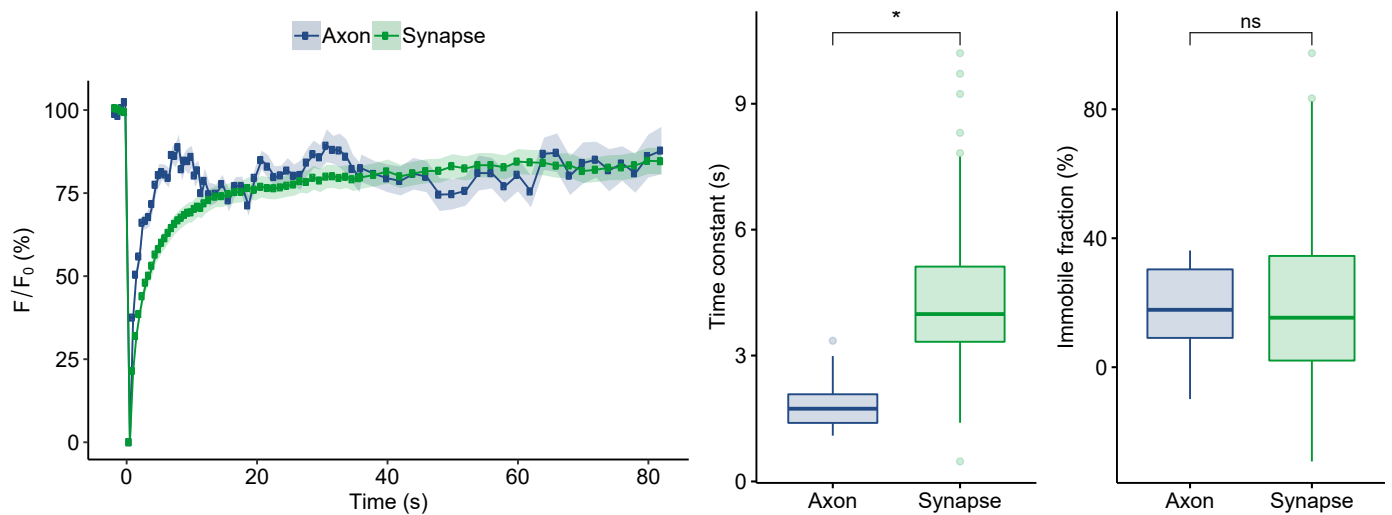 Axon Synapse
F/F0 (%)
100
75
50
25
0
0 20 40 60 80
Time (s)
*
Time constant (s)
9
6
3
0
Axon Synapse
ns
Immobile fraction (%)
80
40
0
Axon Synapse